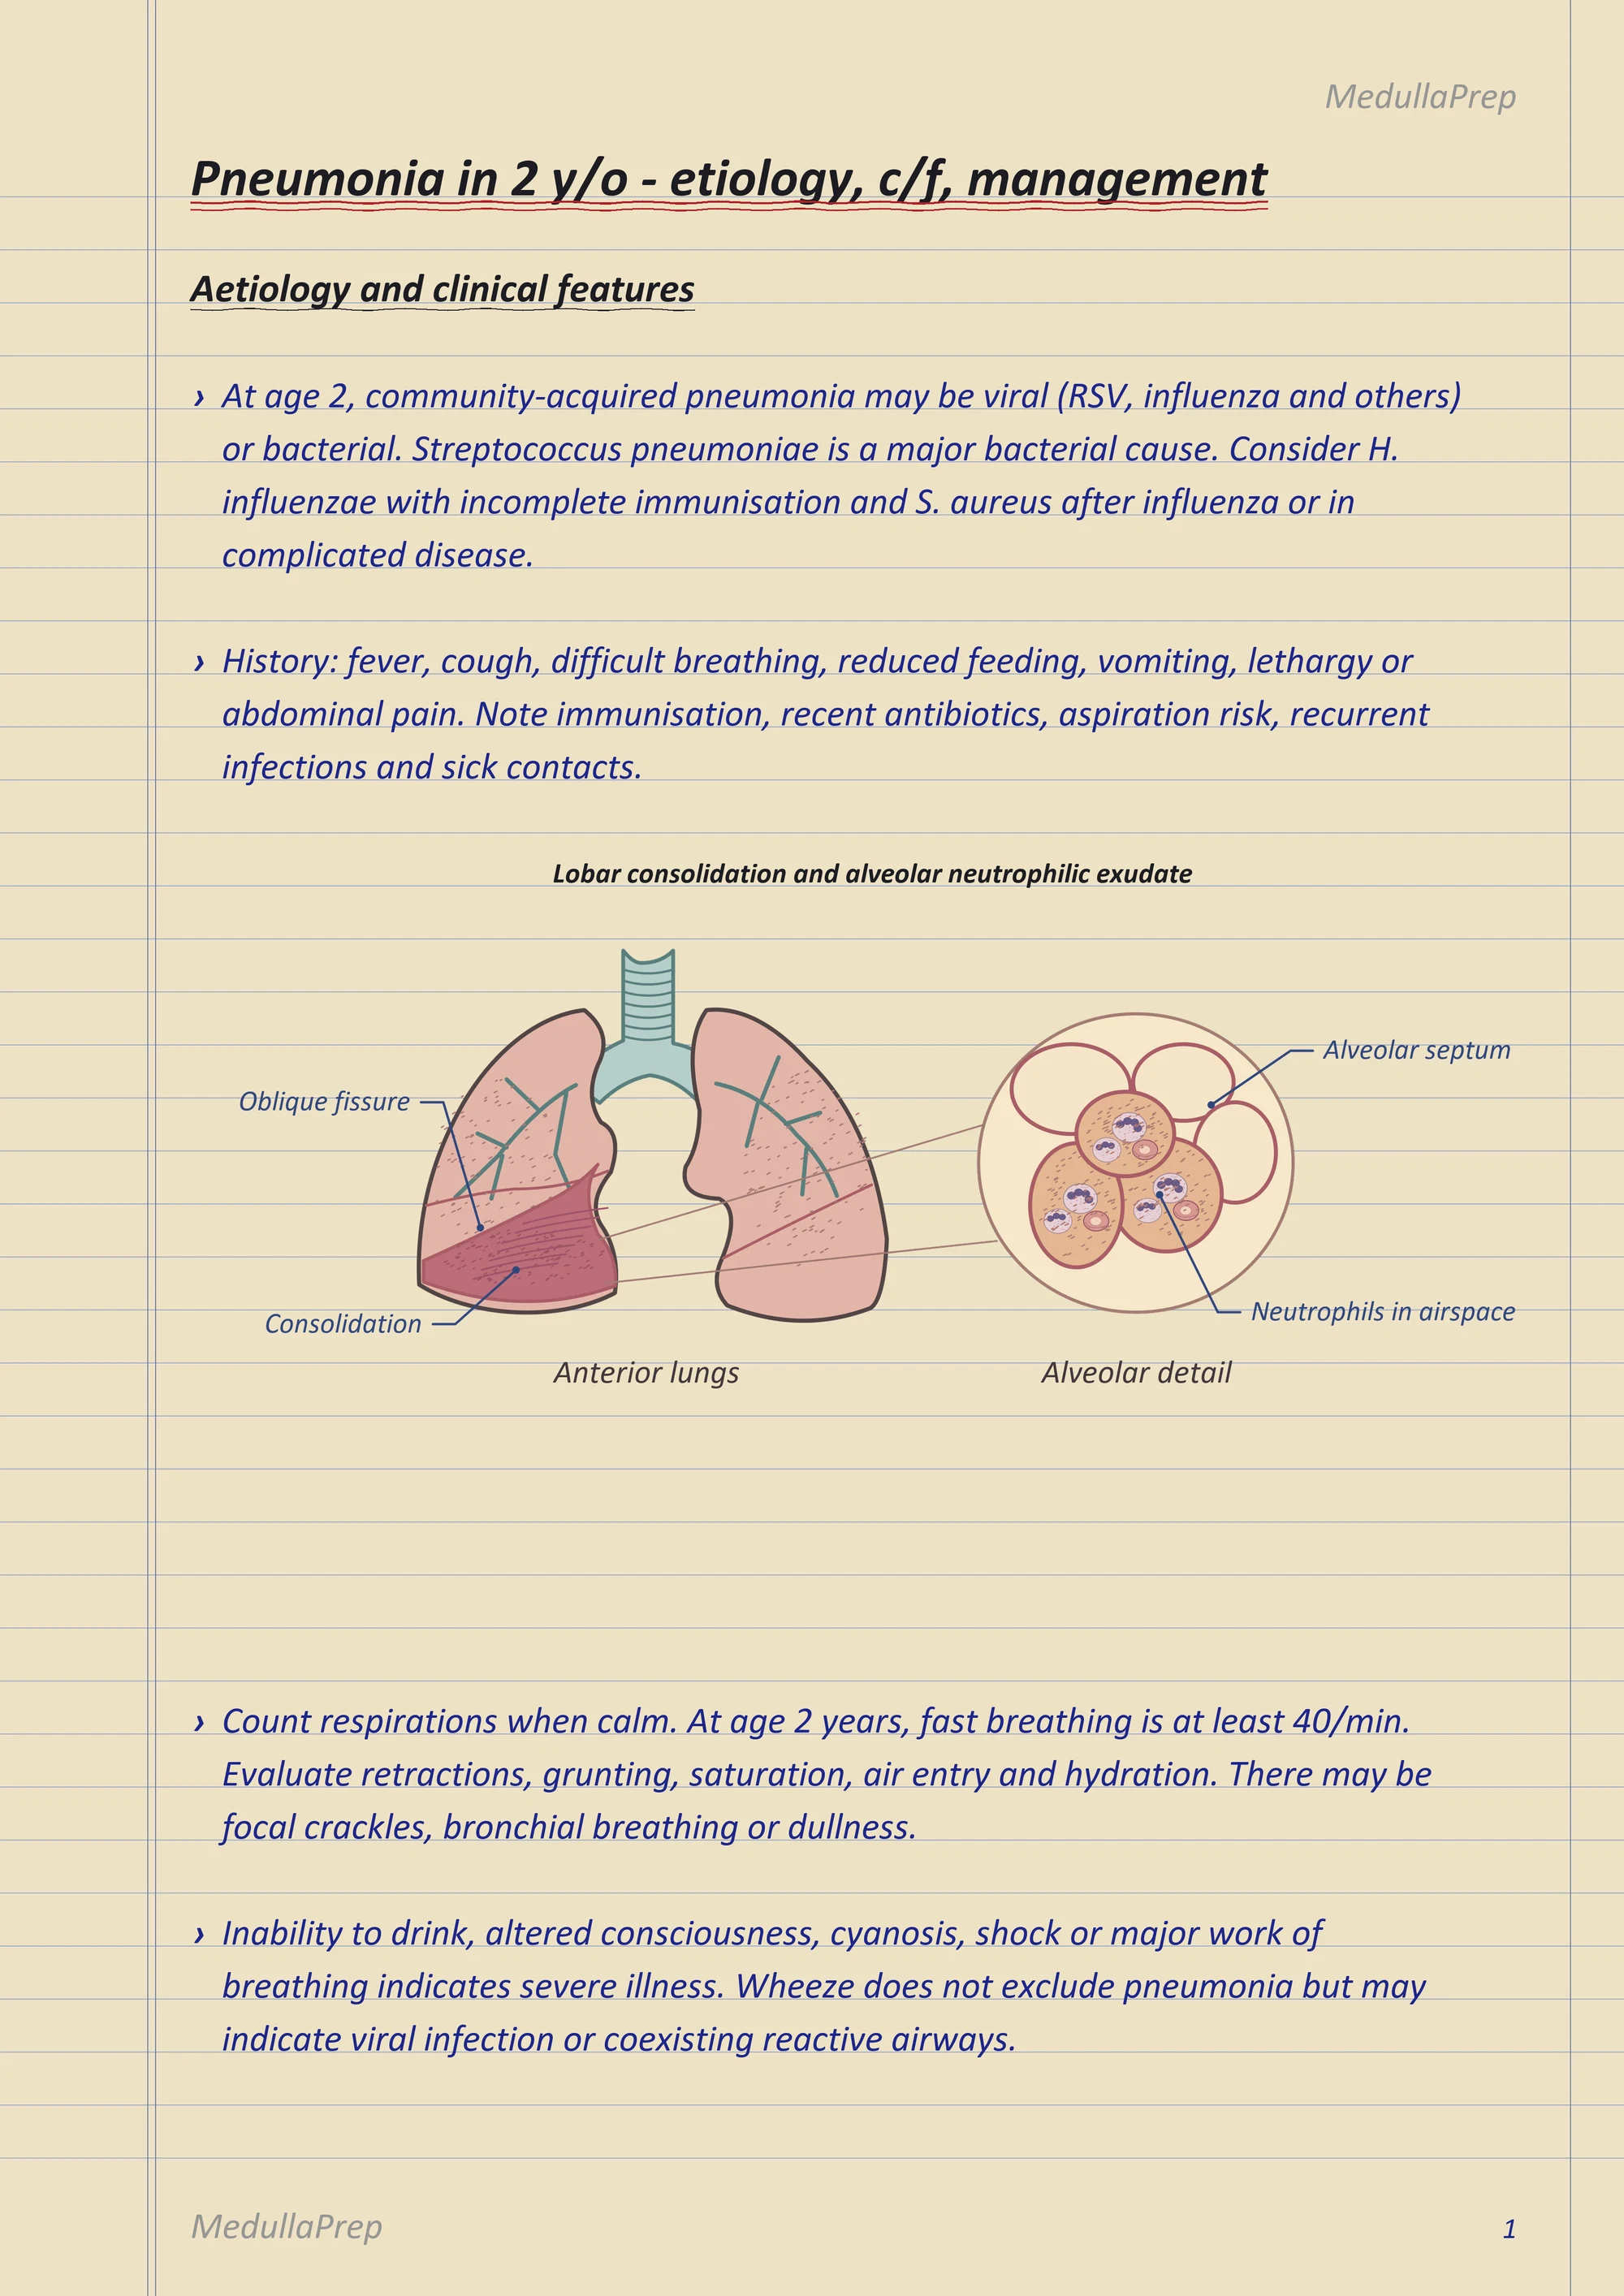 MedullaPrep
Pneumonia in 2 y/o - etiology, c/f, management
Aetiology and clinical features
› At age 2, community-acquired pneumonia may be viral (RSV, influenza and others)
or bacterial. Streptococcus pneumoniae is a major bacterial cause. Consider H.
influenzae with incomplete immunisation and S. aureus after influenza or in
complicated disease.
› History: fever, cough, difficult breathing, reduced feeding, vomiting, lethargy or
abdominal pain. Note immunisation, recent antibiotics, aspiration risk, recurrent
infections and sick contacts.
Lobar consolidation and alveolar neutrophilic exudate
Alveolar septum
Oblique fissure
Neutrophils in airspace
Consolidation
Anterior lungs
Alveolar detail
› Count respirations when calm. At age 2 years, fast breathing is at least 40/min.
Evaluate retractions, grunting, saturation, air entry and hydration. There may be
focal crackles, bronchial breathing or dullness.
› Inability to drink, altered consciousness, cyanosis, shock or major work of
breathing indicates severe illness. Wheeze does not exclude pneumonia but may
indicate viral infection or coexisting reactive airways.
MedullaPrep
1